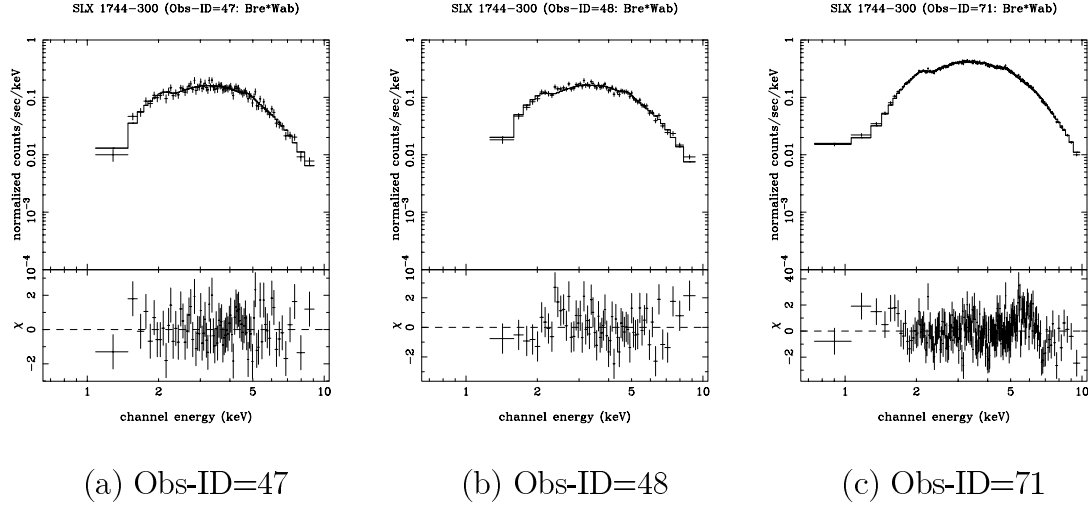 SLX 1744−300 (Obs−ID=47: Bre*Wab)
normalized counts/sec/keV
1
0.1
0.01
10−3
10−4
χ
10
2
0
−2
1
2
5
10
channel energy (keV)
(a) Obs-ID=47
SLX 1744−300 (Obs−ID=48: Bre*Wab)
normalized counts/sec/keV
1
0.1
0.01
10−3
10−4
χ
10
2
0
−2
1
2
5
10
channel energy (keV)
(b) Obs-ID=48
SLX 1744−300 (Obs−ID=71: Bre*Wab)
normalized counts/sec/keV
1
0.1
0.01
10−3
10−4
χ
40
2
0
−2
1
2
5
10
channel energy (keV)
(c) Obs-ID=71